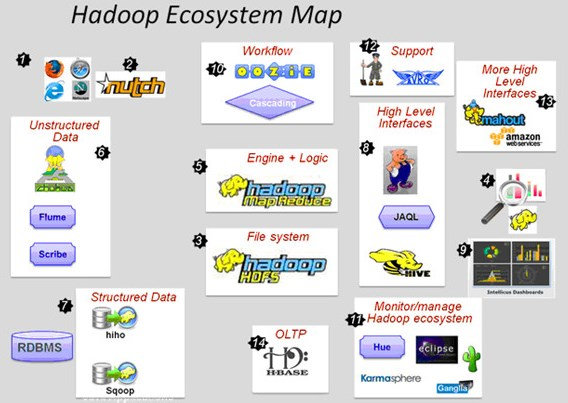 Hadoop Ecosystem Map
1
2
nutch
Netscape
Workflow
10
OOZIE
Cascading
12
Support
AVRO
More High
Level
Interfaces
13
mahout
amazon
webservices™
Unstructured
Data
6
Flume
Scribe
5
Engine + Logic
hadoop
Map Reduce
High Level
Interfaces
8
JAQL
HIVE
4
3
File system
hadoop
HDFS
9
Intellicus Dashboards
7
Structured Data
RDBMS
hiho
Sqoop
14
OLTP
H:BASE
Monitor/manage
11
Hadoop ecosystem
Hue
eclipse
Karmasphere
Ganglia